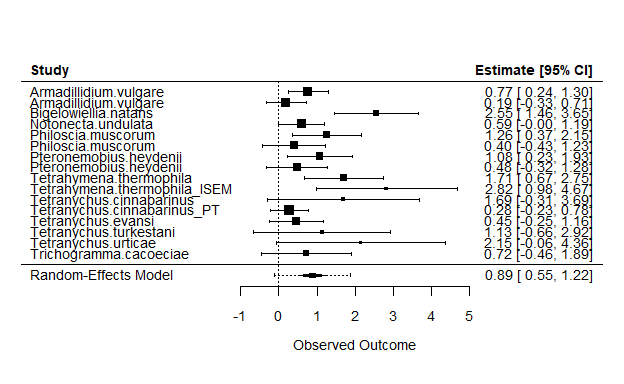 Study Estimate [95% CI]
Armadillidium.vulgare 0.77 [ 0.24, 1.30]
Armadillidium.vulgare 0.19 [-0.33, 0.71]
Bigelowiella.natans 2.55 [ 1.46, 3.65]
Notonecta.undulata 0.59 [-0.00, 1.19]
Philoscia.muscorum 1.26 [ 0.37, 2.15]
Philoscia.muscorum 0.40 [-0.43, 1.23]
Pteronemobius.heydenii 1.08 [ 0.23, 1.93]
Pteronemobius.heydenii 0.48 [-0.32, 1.28]
Tetrahymena.thermophila 1.71 [ 0.67, 2.75]
Tetrahymena.thermophila_ISEM 2.82 [ 0.98, 4.67]
Tetranychus.cinnabarinus 1.69 [-0.31, 3.69]
Tetranychus.cinnabarinus_PT 0.28 [-0.23, 0.78]
Tetranychus.evansi 0.45 [-0.25, 1.16]
Tetranychus.turkestani 1.13 [-0.66, 2.92]
Tetranychus.urticae 2.15 [-0.06, 4.36]
Trichogramma.cacoeciae 0.72 [-0.46, 1.89]
Random-Effects Model 0.89 [ 0.55, 1.22]
-1 0 1 2 3 4 5
Observed Outcome